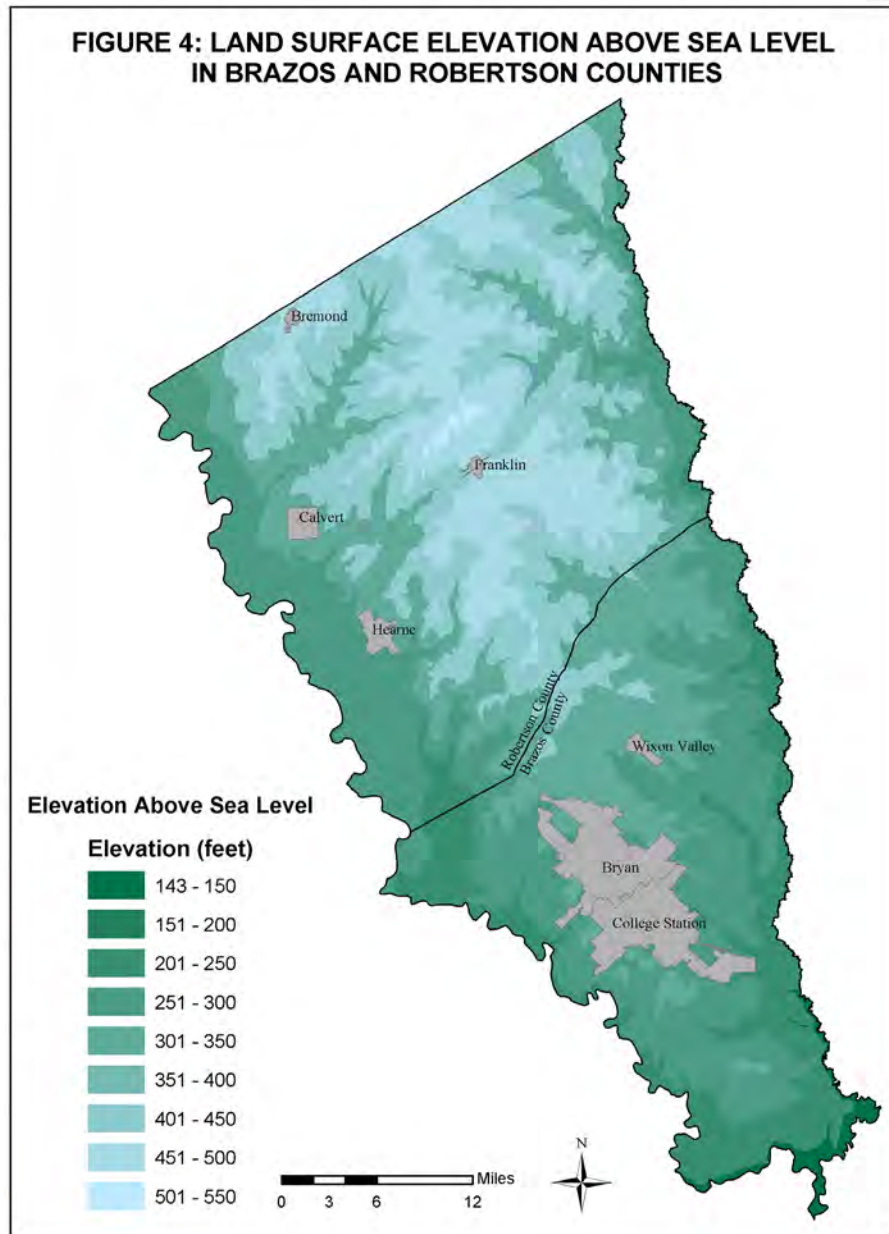 FIGURE 4: LAND SURFACE ELEVATION ABOVE SEA LEVEL
IN BRAZOS AND ROBERTSON COUNTIES
Bremond
Franklin
Calvert
Hearne
Robertson County
Brazos County
Wixon Valley
Bryan
College Station
Elevation Above Sea Level
Elevation (feet)
143 - 150
151 - 200
201 - 250
251 - 300
301 - 350
351 - 400
401 - 450
451 - 500
501 - 550
N
Miles
0 3 6 12